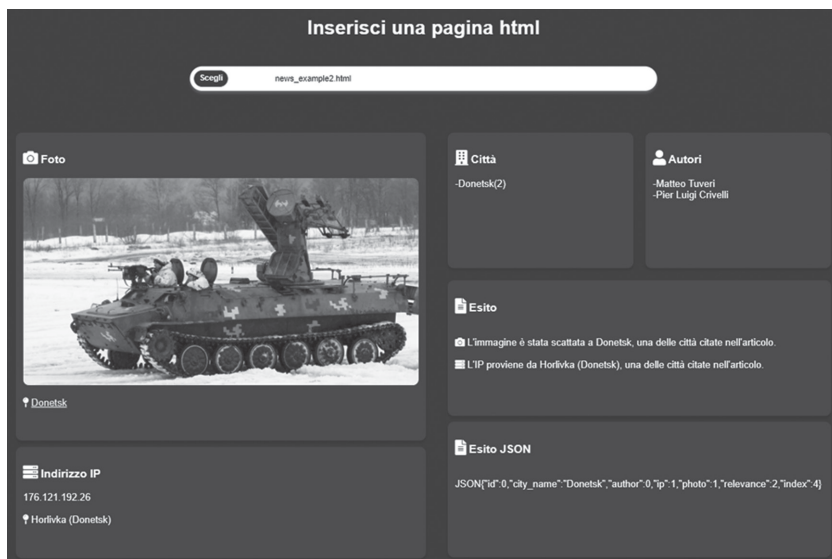 Inserisci una pagina html
Scegli
news_example2.html
Foto
Donetsk
Indirizzo IP
176.121.192.26
Horlivka (Donetsk)
Città
-Donetsk(2)
Autori
-Matteo Tuveri
-Pier Luigi Crivelli
Esito
L'immagine è stata scattata a Donetsk, una delle città citate nell'articolo.
L'IP proviene da Horlivka (Donetsk), una delle città citate nell'articolo.
Esito JSON
JSON{"id":0,"city_name":"Donetsk","author":0,"ip":1,"photo":1,"relevance":2,"index":4}